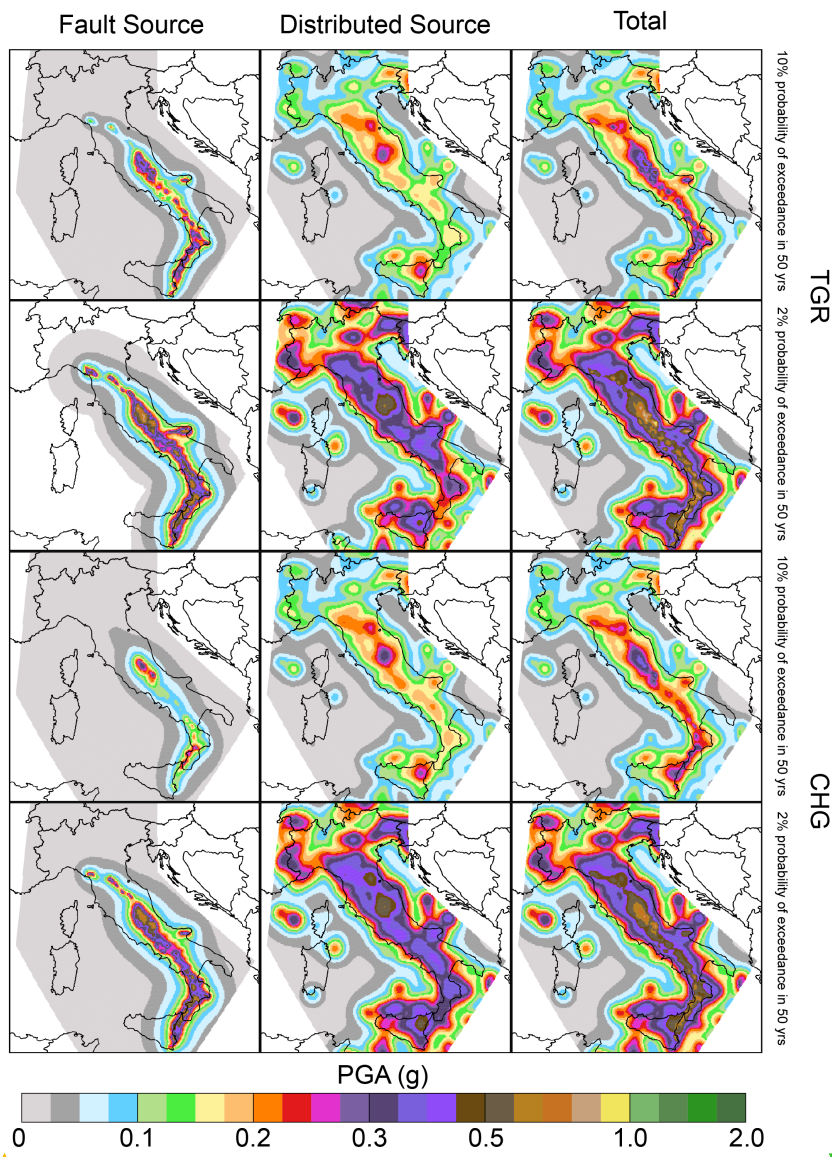 Fault Source
Distributed Source
Total
10% probability of exceedance in 50 yrs
2% probability of exceedance in 50 yrs
TGR
10% probability of exceedance in 50 yrs
2% probability of exceedance in 50 yrs
CHG
PGA (g)
0 0.1 0.2 0.3 0.5 1.0 2.0